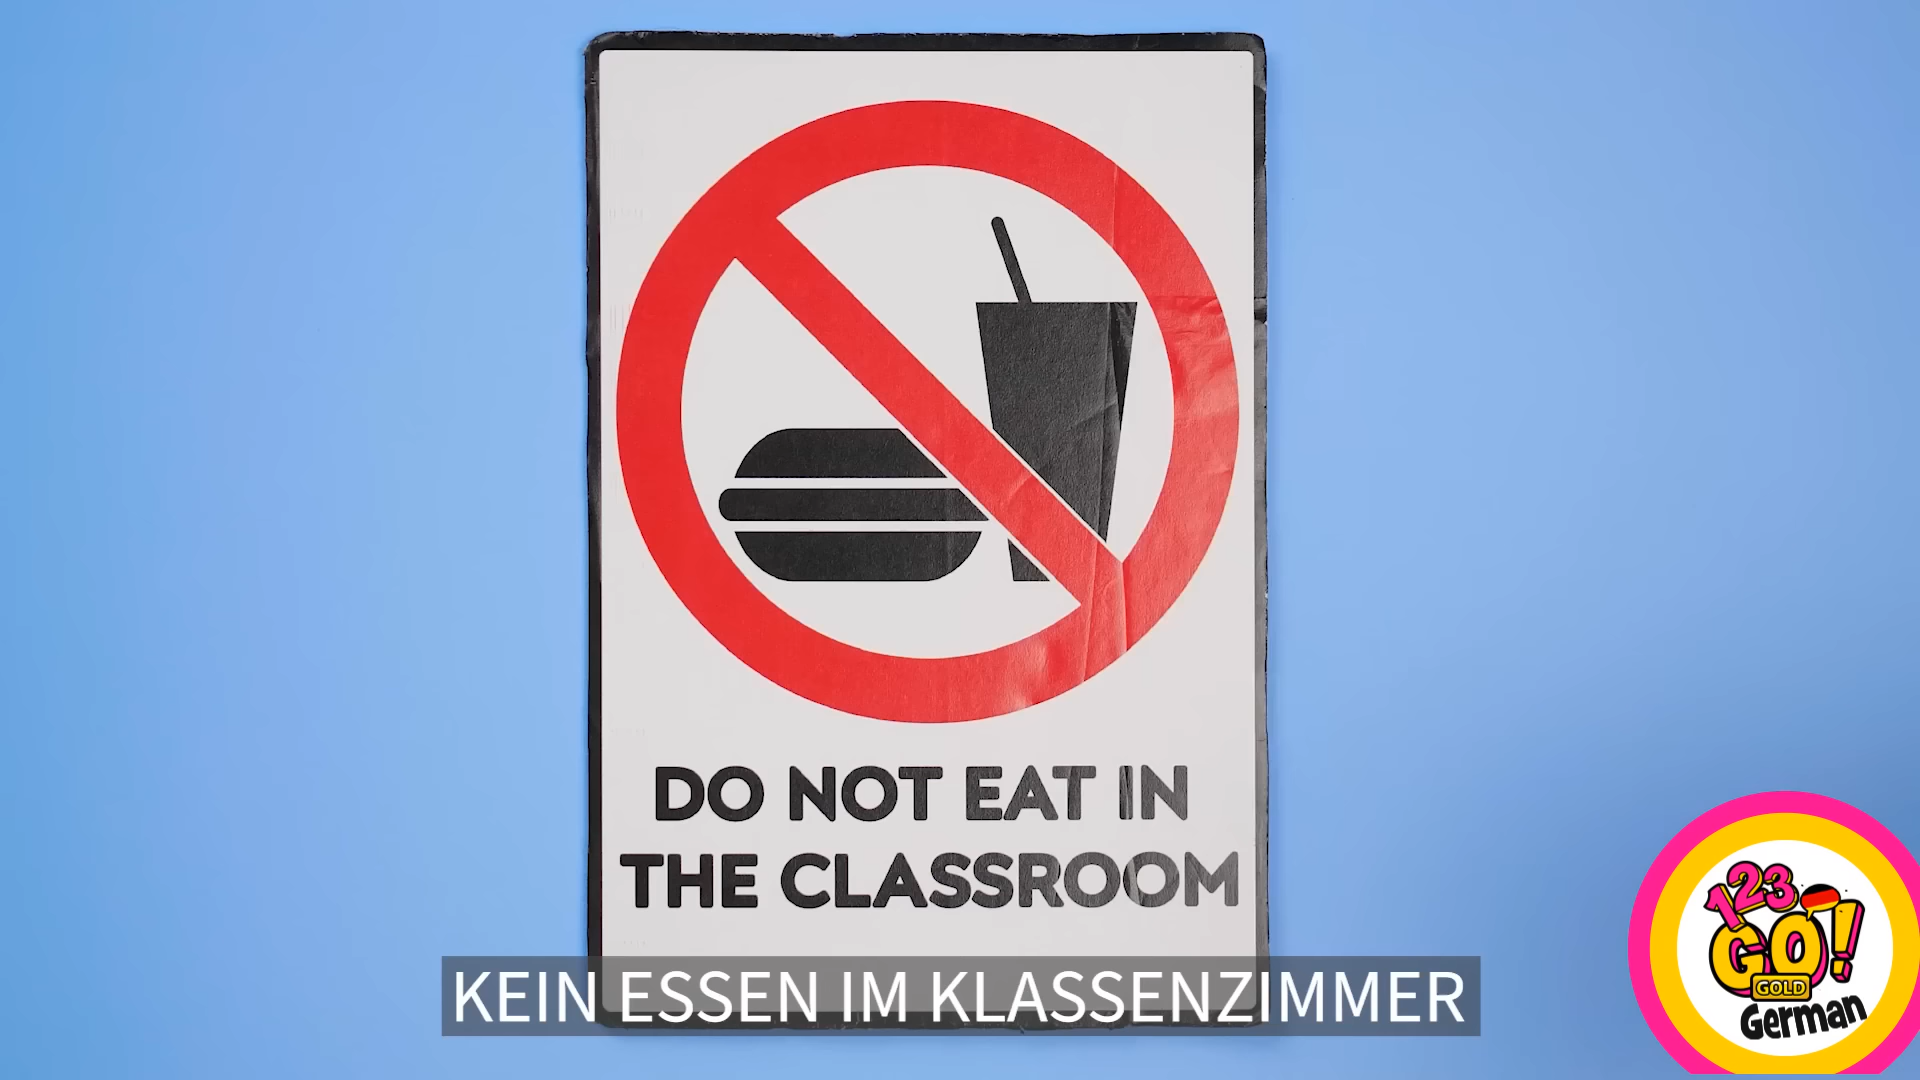 DO NOT EAT IN
THE CLASSROOM
KEIN ESSEN IM KLASSENZIMMER
123
GO!
GOLD
German